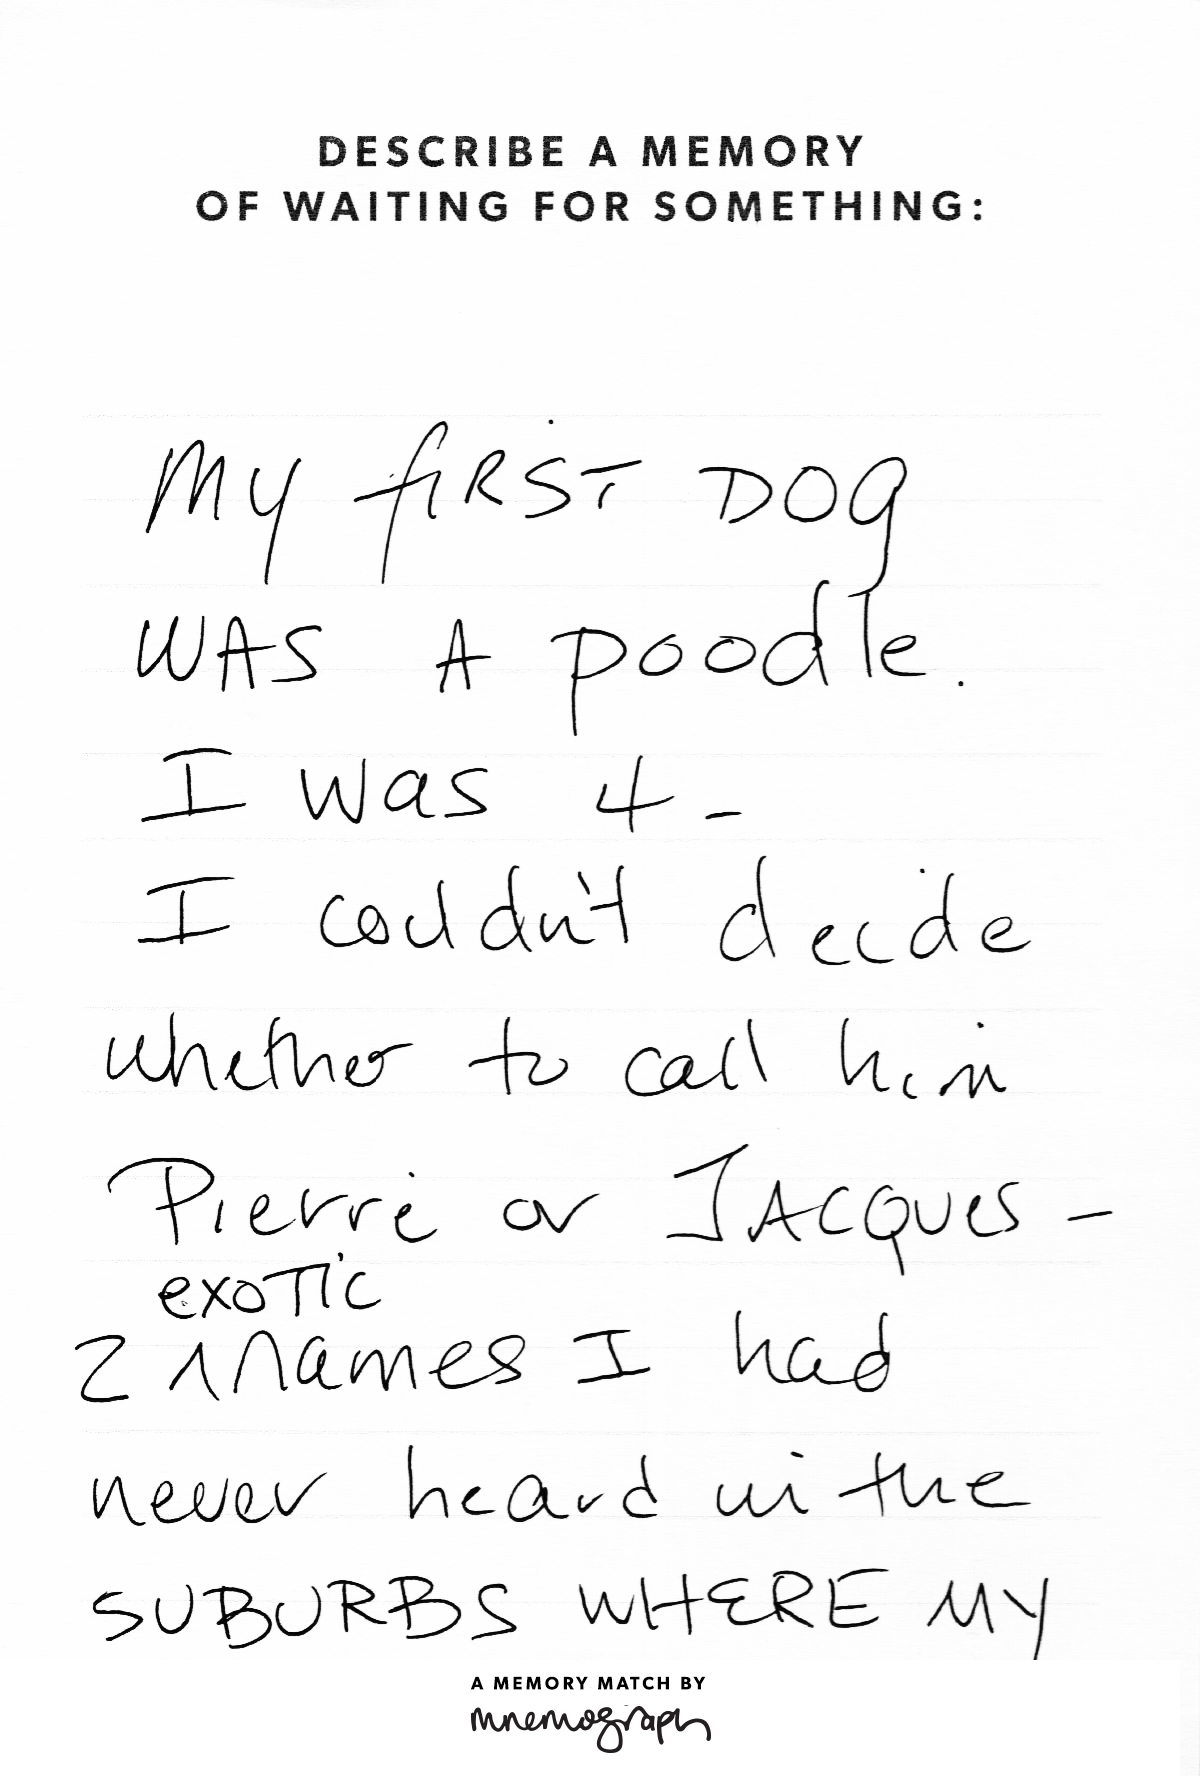 DESCRIBE A MEMORY
OF WAITING FOR SOMETHING:
My fiRST DOg
WAS A poodle.
I was 4 –
I couldn't decide
whether to call him
Pierre or JACQUES –
exoTic
2 ^ names I had
never heard in the
SUBURBS WHERE MY
A MEMORY MATCH BY
mnemograph